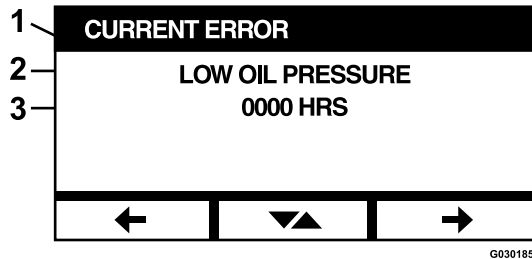 1
CURRENT ERROR
2
LOW OIL PRESSURE
3
0000 HRS
G030185